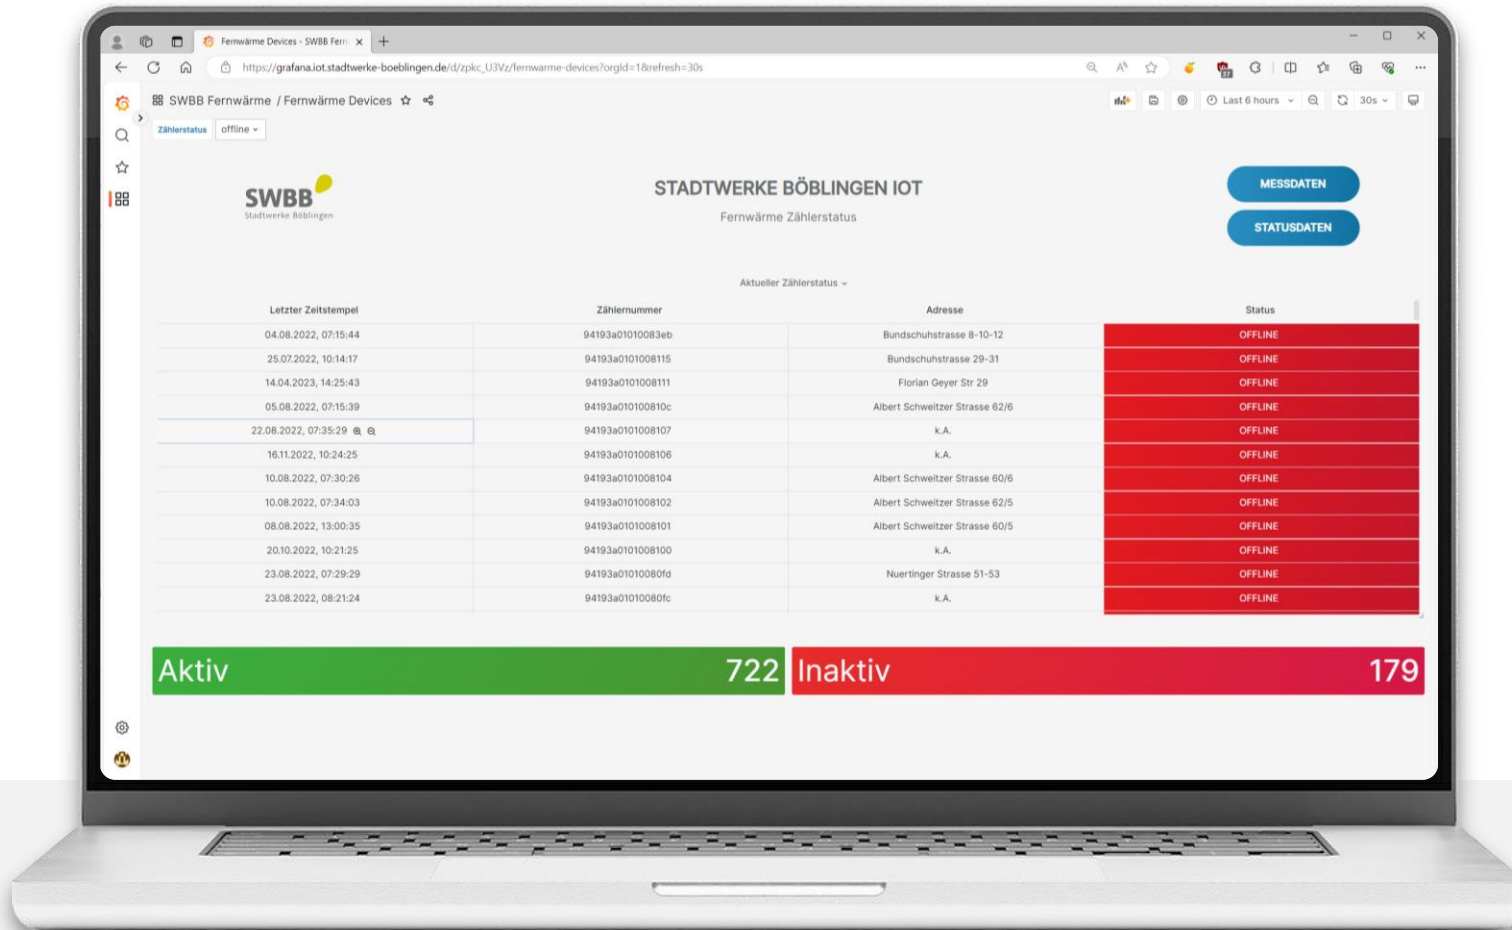 Fernwärme Devices - SWBB Fern
https://grafana.iot.stadtwerke-boeblingen.de/d/zpkc_U3Vz/fernwarme-devices?orgId=1&refresh=30s
37
SWBB Fernwärme / Fernwärme Devices
Last 6 hours
30s
Zählerstatus offline
SWBB
Stadtwerke Böblingen
STADTWERKE BÖBLINGEN IOT
Fernwärme Zählerstatus
MESSDATEN
STATUSDATEN
Aktueller Zählerstatus
Letzter Zeitstempel Zählernummer Adresse Status
04.08.2022, 07:15:44 94193a01010083eb Bundschuhstrasse 8-10-12 OFFLINE
25.07.2022, 10:14:17 94193a0101008115 Bundschuhstrasse 29-31 OFFLINE
14.04.2023, 14:25:43 94193a0101008111 Florian Geyer Str 29 OFFLINE
05.08.2022, 07:15:39 94193a010100810c Albert Schweitzer Strasse 62/6 OFFLINE
22.08.2022, 07:35:29 94193a0101008107 k.A. OFFLINE
16.11.2022, 10:24:25 94193a0101008106 k.A. OFFLINE
10.08.2022, 07:30:26 94193a0101008104 Albert Schweitzer Strasse 60/6 OFFLINE
10.08.2022, 07:34:03 94193a0101008102 Albert Schweitzer Strasse 62/5 OFFLINE
08.08.2022, 13:00:35 94193a0101008101 Albert Schweitzer Strasse 60/5 OFFLINE
20.10.2022, 10:21:25 94193a0101008100 k.A. OFFLINE
23.08.2022, 07:29:29 94193a01010080fd Nuertinger Strasse 51-53 OFFLINE
23.08.2022, 08:21:24 94193a01010080fc k.A. OFFLINE
Aktiv 722 Inaktiv 179